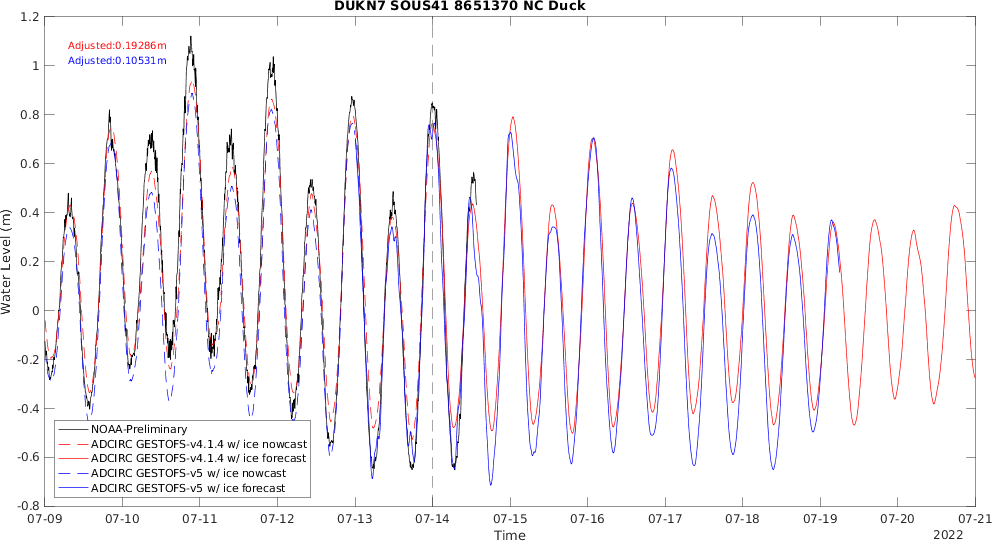 DUKN7 SOUS41 8651370 NC Duck
Adjusted:0.19286m
Adjusted:0.10531m
1.2
1
0.8
0.6
0.4
0.2
0
-0.2
-0.4
-0.6
-0.8
Water Level (m)
NOAA-Preliminary
ADCIRC GESTOFS-v4.1.4 w/ ice nowcast
ADCIRC GESTOFS-v4.1.4 w/ ice forecast
ADCIRC GESTOFS-v5 w/ ice nowcast
ADCIRC GESTOFS-v5 w/ ice forecast
07-09 07-10 07-11 07-12 07-13 07-14 07-15 07-16 07-17 07-18 07-19 07-20 07-21
Time
2022